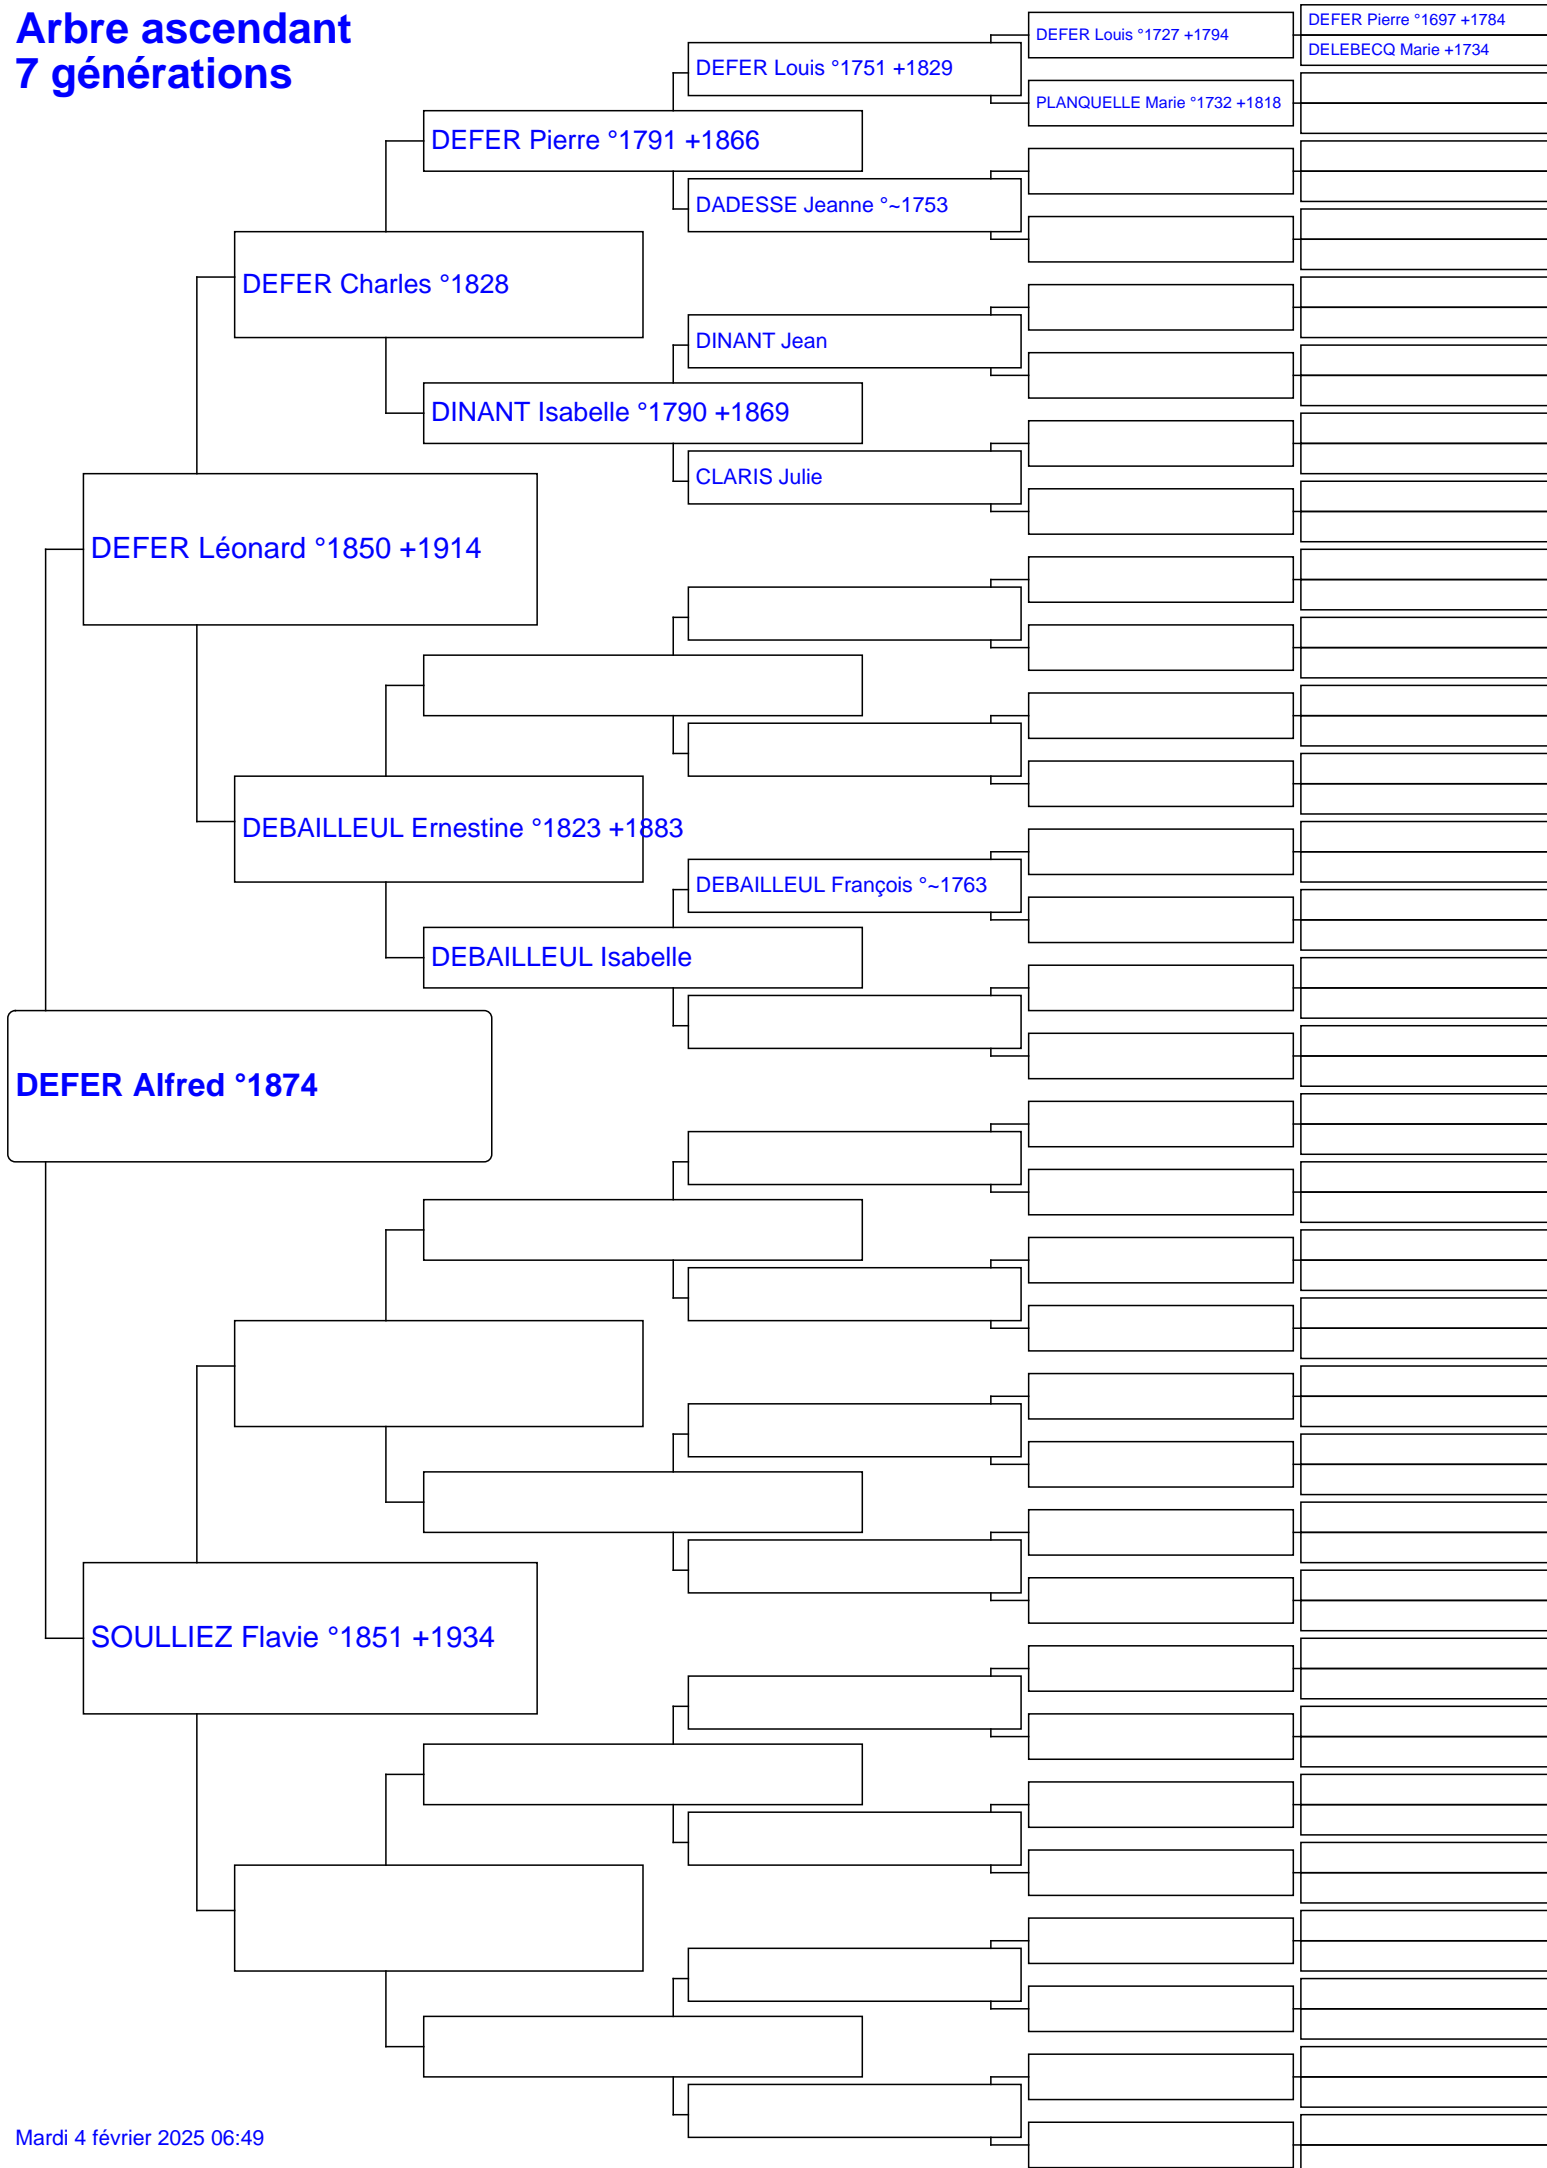 Arbre ascendant
7 générations
DEFER Pierre °1697 +1784
DEFER Louis °1727 +1794
DELEBECQ Marie +1734
DEFER Louis °1751 +1829
PLANQUELLE Marie °1732 +1818
DEFER Pierre °1791 +1866
DADESSE Jeanne °~1753
DEFER Charles °1828
DINANT Jean
DINANT Isabelle °1790 +1869
CLARIS Julie
DEFER Léonard °1850 +1914
DEBAILLEUL Ernestine °1823 +1883
DEBAILLEUL François °~1763
DEBAILLEUL Isabelle
DEFER Alfred °1874
SOULLIEZ Flavie °1851 +1934
Mardi 4 février 2025 06:49